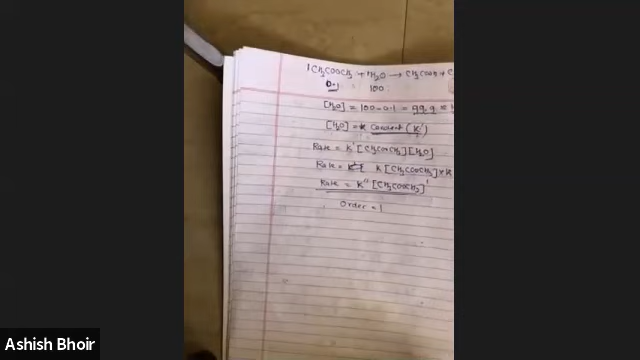 1CH3COOCH3 + H2O → CH3COOH + C
0.1 100
[H2O] = 100-0.1 = 99.9 ≈
[H2O] = Constant (K')
Rate = K' [CH3COOCH3][H2O]
Rate = K [CH3COOCH3] × K
Rate = K" [CH3COOCH3]'
Order = 1
Ashish Bhoir